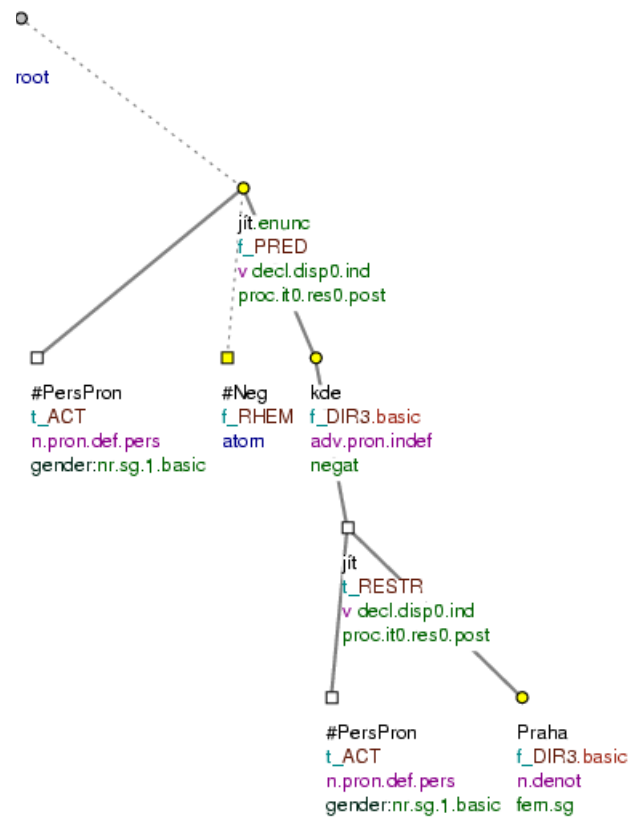 root
jít.enunc
f_PRED
v decl.disp0.ind
proc.it0.res0.post
#PersPron
t_ACT
n.pron.def.pers
gender:nr.sg.1.basic
#Neg
f_RHEM
atom
kde
f_DIR3.basic
adv.pron.indef
negat
jít
t_RESTR
v decl.disp0.ind
proc.it0.res0.post
#PersPron
t_ACT
n.pron.def.pers
gender:nr.sg.1.basic
Praha
f_DIR3.basic
n.denot
fem.sg